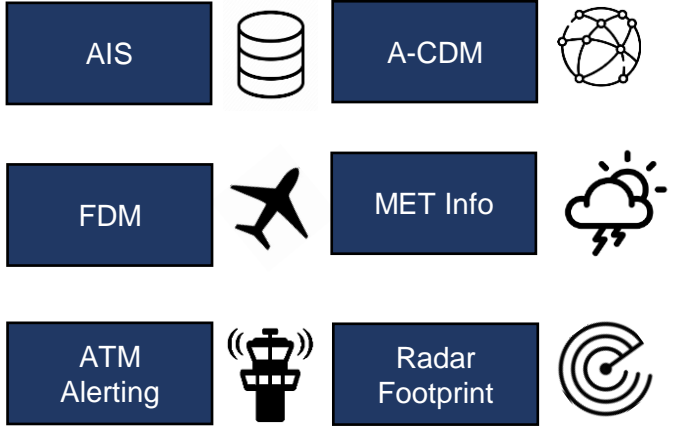 AIS
A-CDM
FDM
MET Info
ATM
Alerting
Radar
Footprint